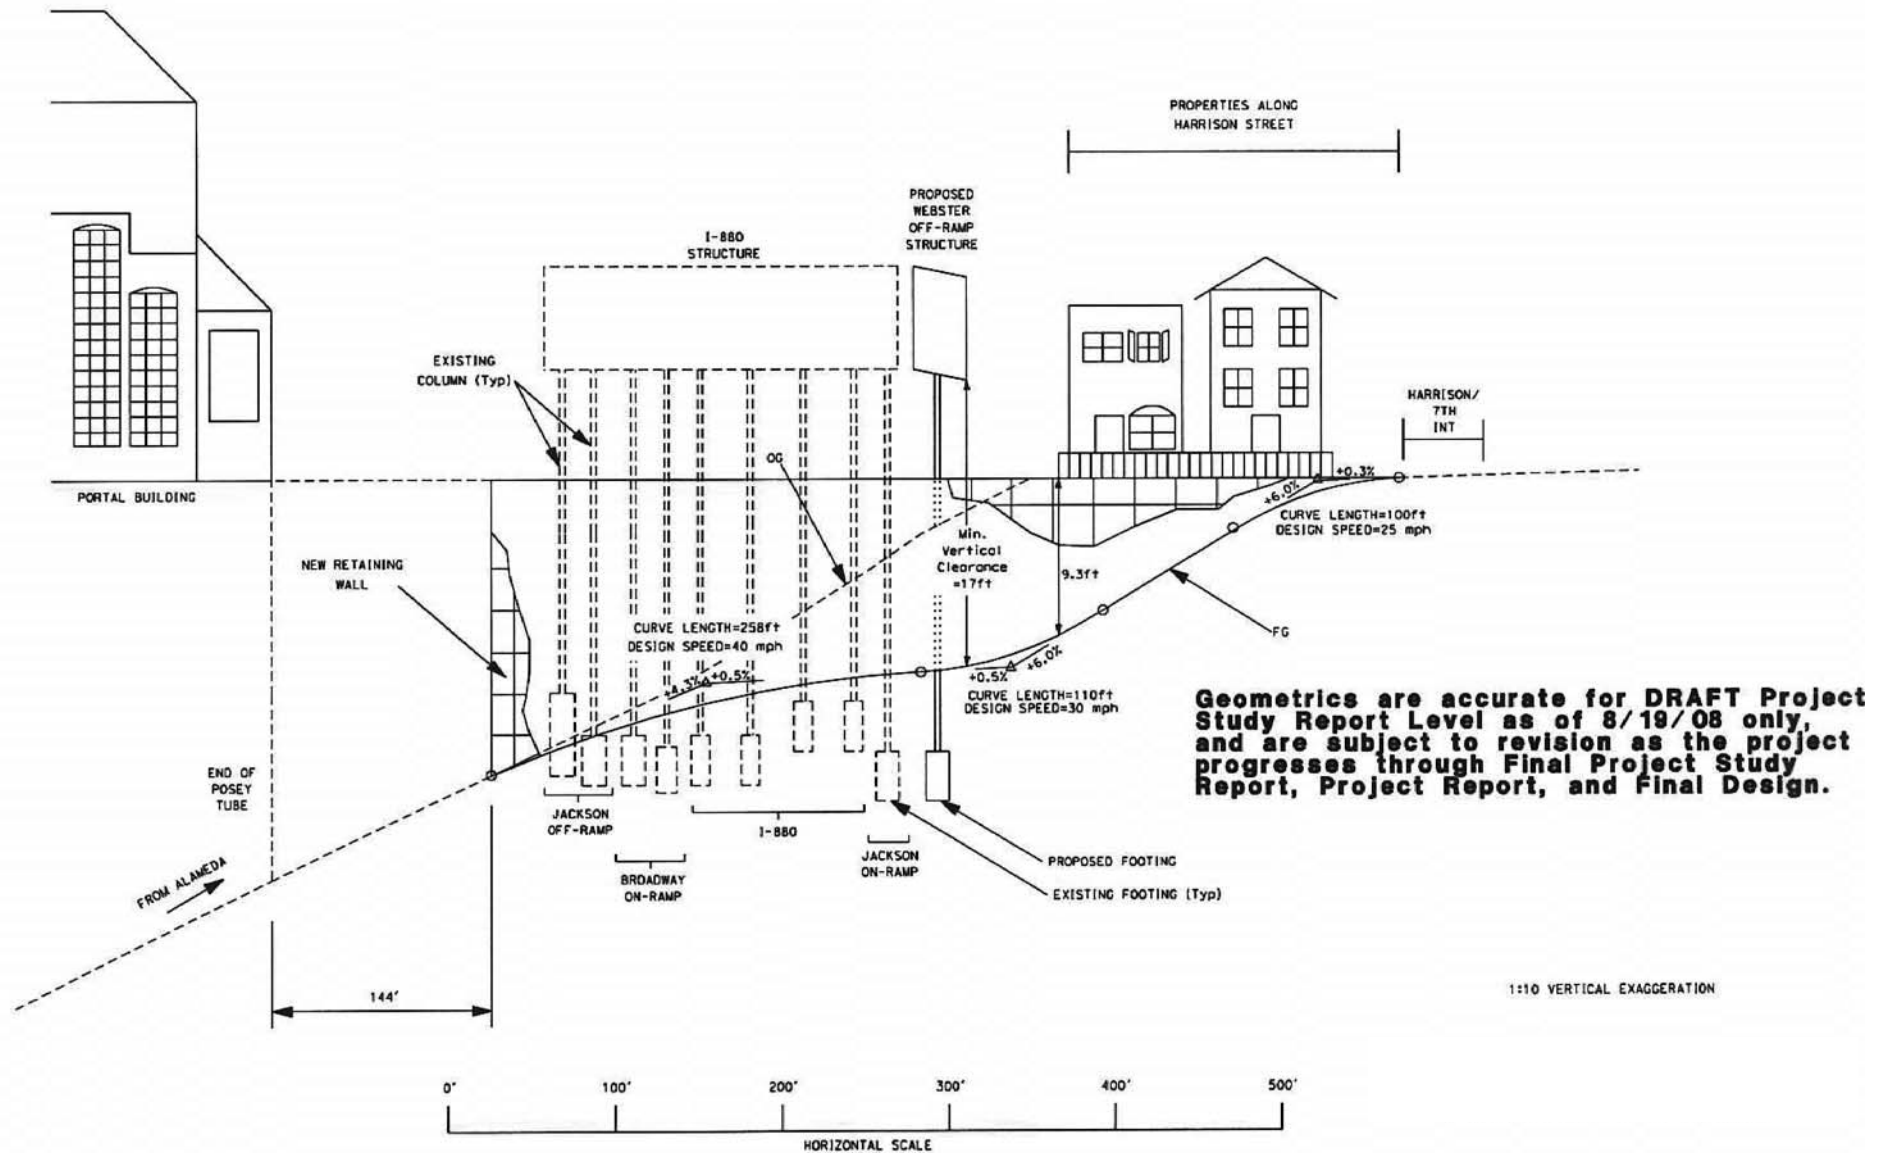 PROPERTIES ALONG
HARRISON STREET
PROPOSED
WEBSTER
OFF-RAMP
STRUCTURE
I-880
STRUCTURE
EXISTING
COLUMN (Typ)
HARRISON/
7TH
INT
OG
PORTAL BUILDING
+0.3%
+6.0%
CURVE LENGTH=100ft
DESIGN SPEED=25 mph
Min.
Vertical
Clearance
=17ft
9.3ft
NEW RETAINING
WALL
CURVE LENGTH=258ft
DESIGN SPEED=40 mph
FG
+4.3%
+0.5%
+0.5%
+6.0%
CURVE LENGTH=110ft
DESIGN SPEED=30 mph
Geometrics are accurate for DRAFT Project
Study Report Level as of 8/19/08 only,
and are subject to revision as the project
progresses through Final Project Study
Report, Project Report, and Final Design.
END OF
POSEY
TUBE
JACKSON
OFF-RAMP
I-880
BROADWAY
ON-RAMP
JACKSON
ON-RAMP
PROPOSED FOOTING
EXISTING FOOTING (Typ)
FROM ALAMEDA
144'
1:10 VERTICAL EXAGGERATION
0' 100' 200' 300' 400' 500'
HORIZONTAL SCALE